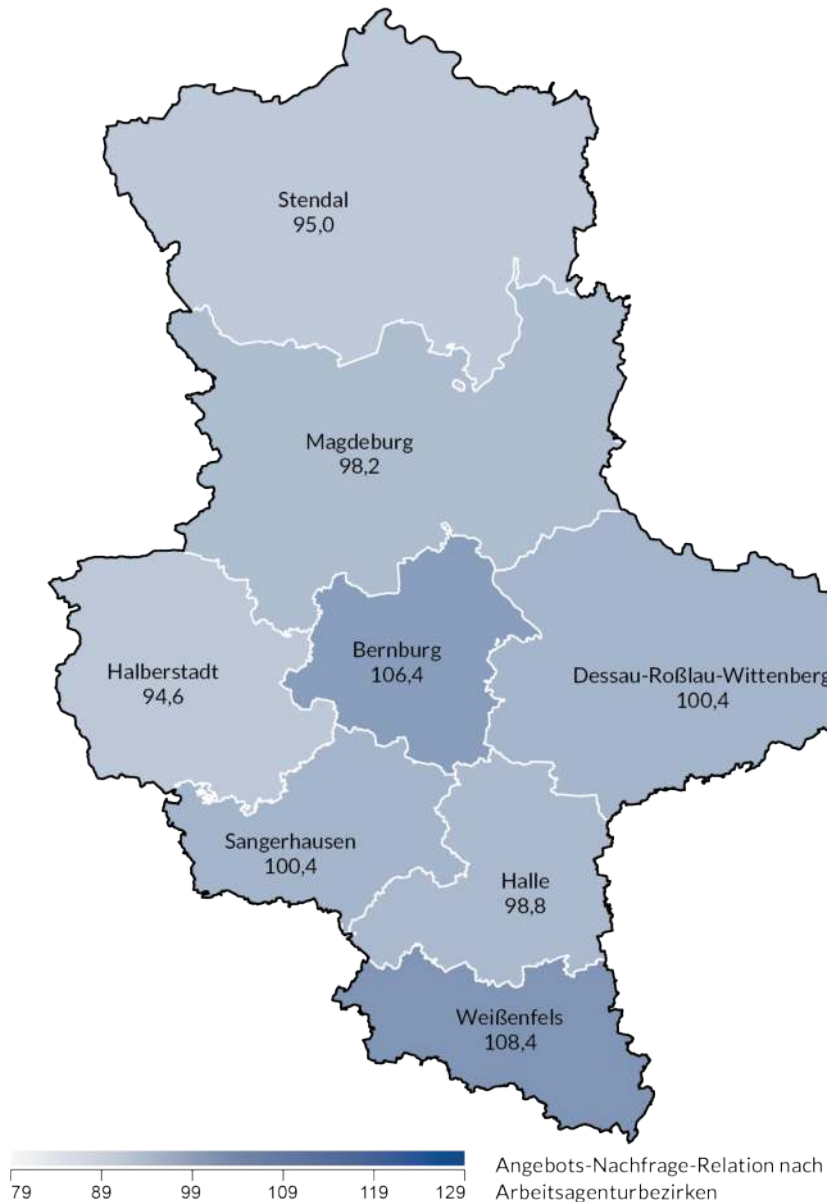 Stendal
95,0
Magdeburg
98,2
Bernburg
106,4
Halberstadt
94,6
Dessau-Roßlau-Wittenberg
100,4
Sangerhausen
100,4
Halle
98,8
Weißenfels
108,4
79 89 99 109 119 129
Angebots-Nachfrage-Relation nach
Arbeitsagenturbezirken